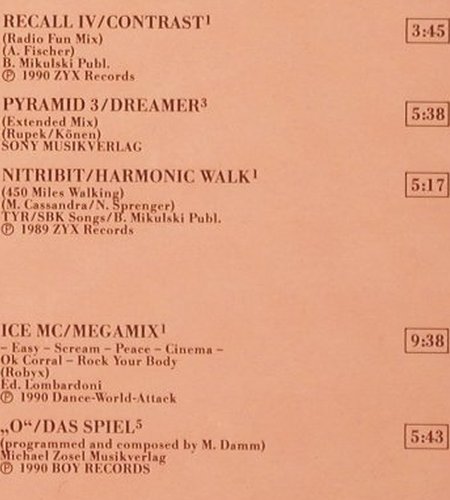 RECALL IV/CONTRAST¹ 3:45
(Radio Fun Mix)
(A. Fischer)
B. Mikulski Publ.
Ⓟ 1990 ZYX Records
PYRAMID 3/DREAMER³ 5:38
(Extended Mix)
(Rupek/Könen)
SONY MUSIKVERLAG
NITRIBIT/HARMONIC WALK¹ 5:17
(450 Miles Walking)
(M. Cassandra/N. Sprenger)
TYR/SBK Songs/B. Mikulski Publ.
Ⓟ 1989 ZYX Records
ICE MC/MEGAMIX¹ 9:38
– Easy – Scream – Peace – Cinema –
Ok Corral – Rock Your Body
(Robyx)
Ed. Lombardoni
Ⓟ 1990 Dance-World-Attack
„O“/DAS SPIEL⁵ 5:43
(programmed and composed by M. Damm)
Michael Zosel Musikverlag
Ⓟ 1990 BOY RECORDS